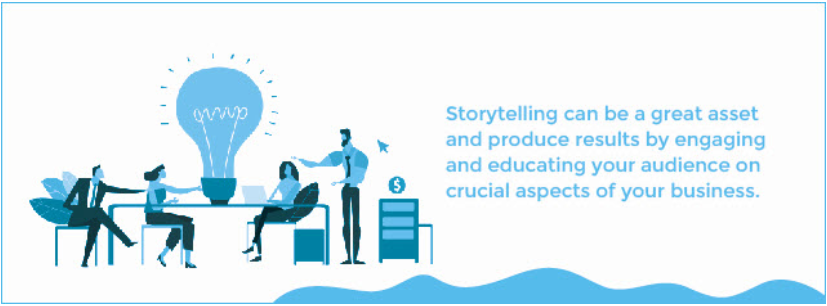 Storytelling can be a great asset
and produce results by engaging
and educating your audience on
crucial aspects of your business.
$